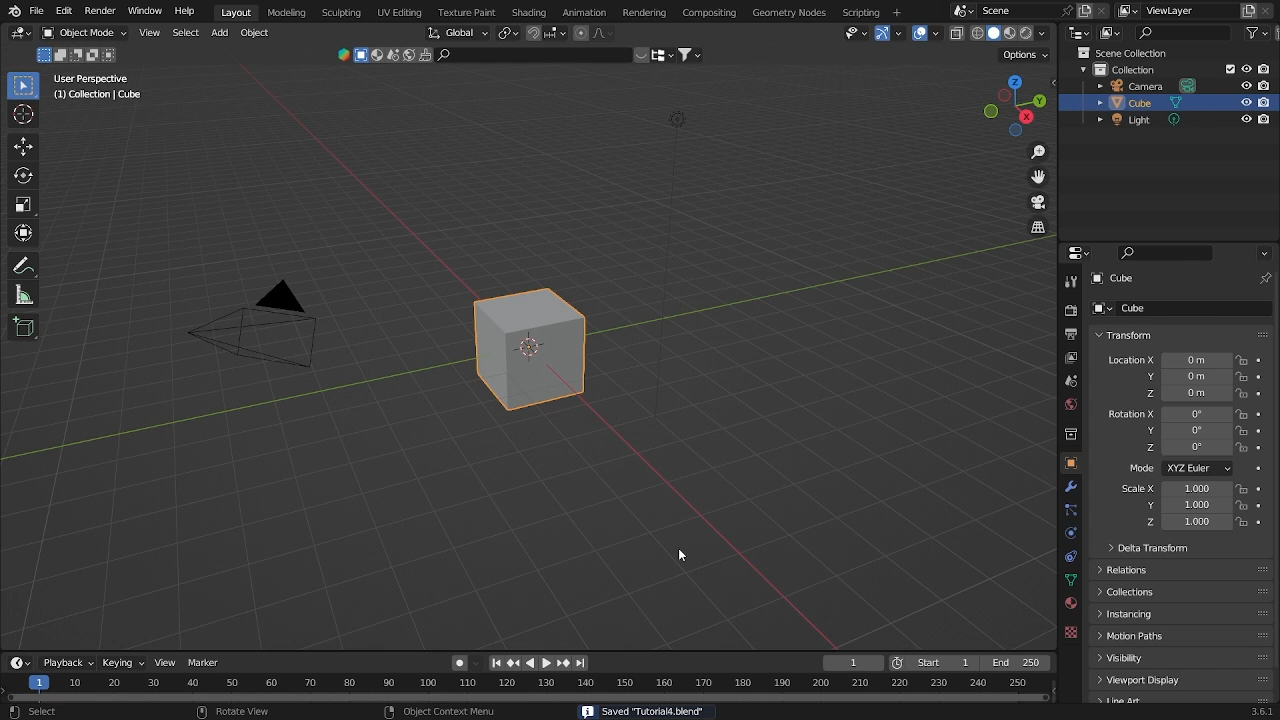 File Edit Render Window Help Layout Modeling Sculpting UV Editing Texture Paint Shading Animation Rendering Compositing Geometry Nodes Scripting + Scene ViewLayer
Object Mode View Select Add Object Global
Options
User Perspective
(1) Collection | Cube
Z
Y
X
Scene Collection
Collection
Camera
Cube
Light
Cube
Cube
Transform
Location X 0 m
Y 0 m
Z 0 m
Rotation X 0°
Y 0°
Z 0°
Mode XYZ Euler
Scale X 1.000
Y 1.000
Z 1.000
Delta Transform
Relations
Collections
Instancing
Motion Paths
Visibility
Viewport Display
Line Art
Playback Keying View Marker 1 Start 1 End 250
1 10 20 30 40 50 60 70 80 90 100 110 120 130 140 150 160 170 180 190 200 210 220 230 240 250
Select Rotate View Object Context Menu Saved "Tutorial4.blend" 3.6.1